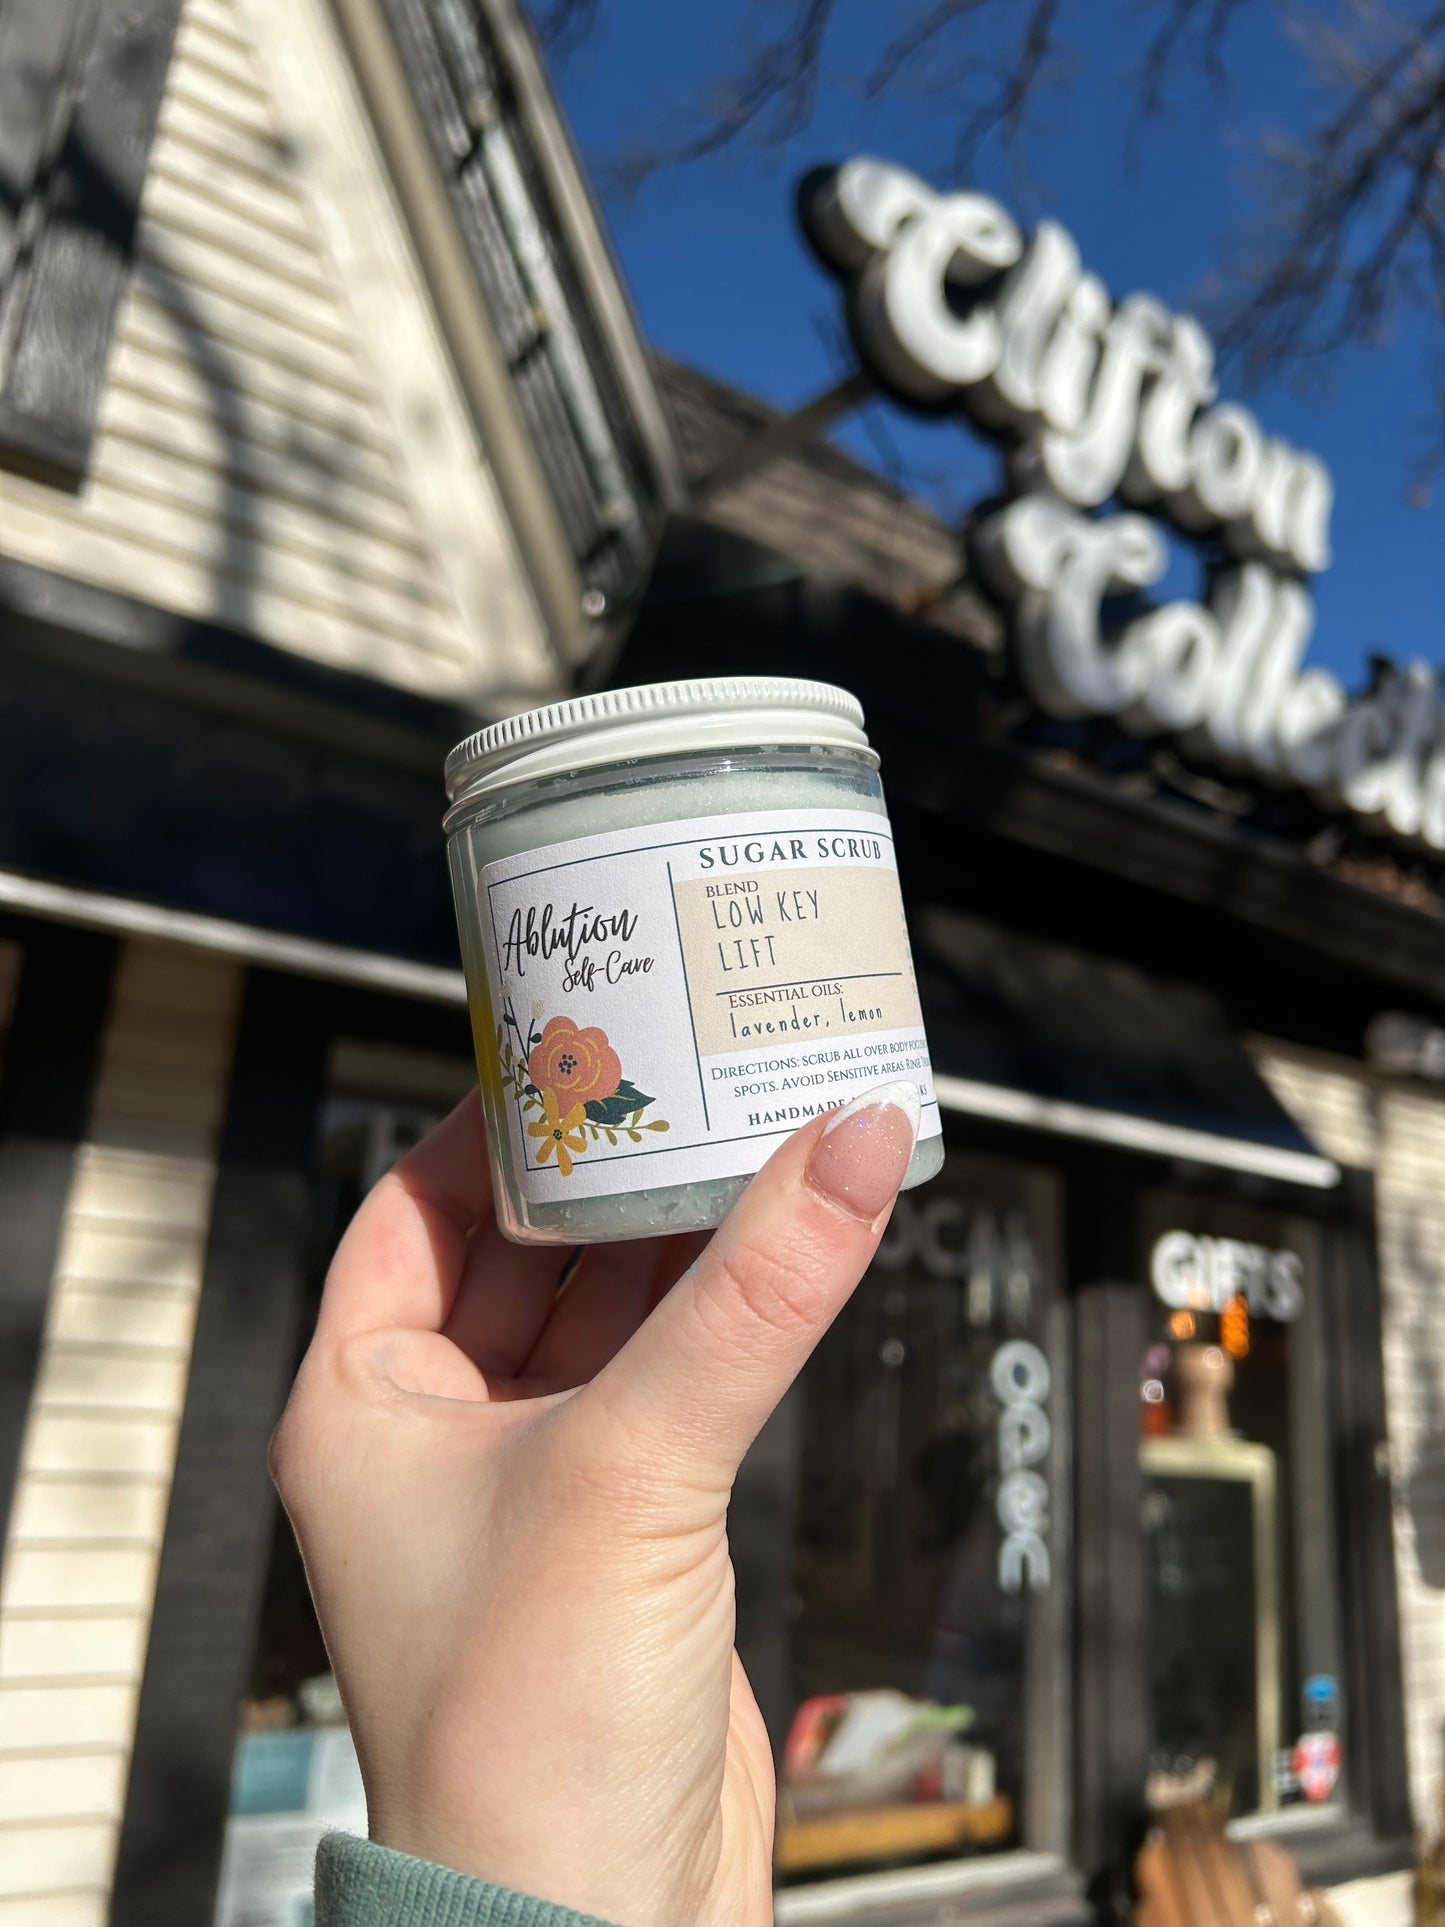 Clifton
SUGAR SCRUB
BLEND
LOW KEY
LIFT
Ablution
Self-Care
ESSENTIAL OILS:
lavender, lemon
DIRECTIONS: SCRUB ALL OVER BODY
SPOTS. AVOID SENSITIVE AREAS. RINSE
HANDMADE
KS
GIFTS
open